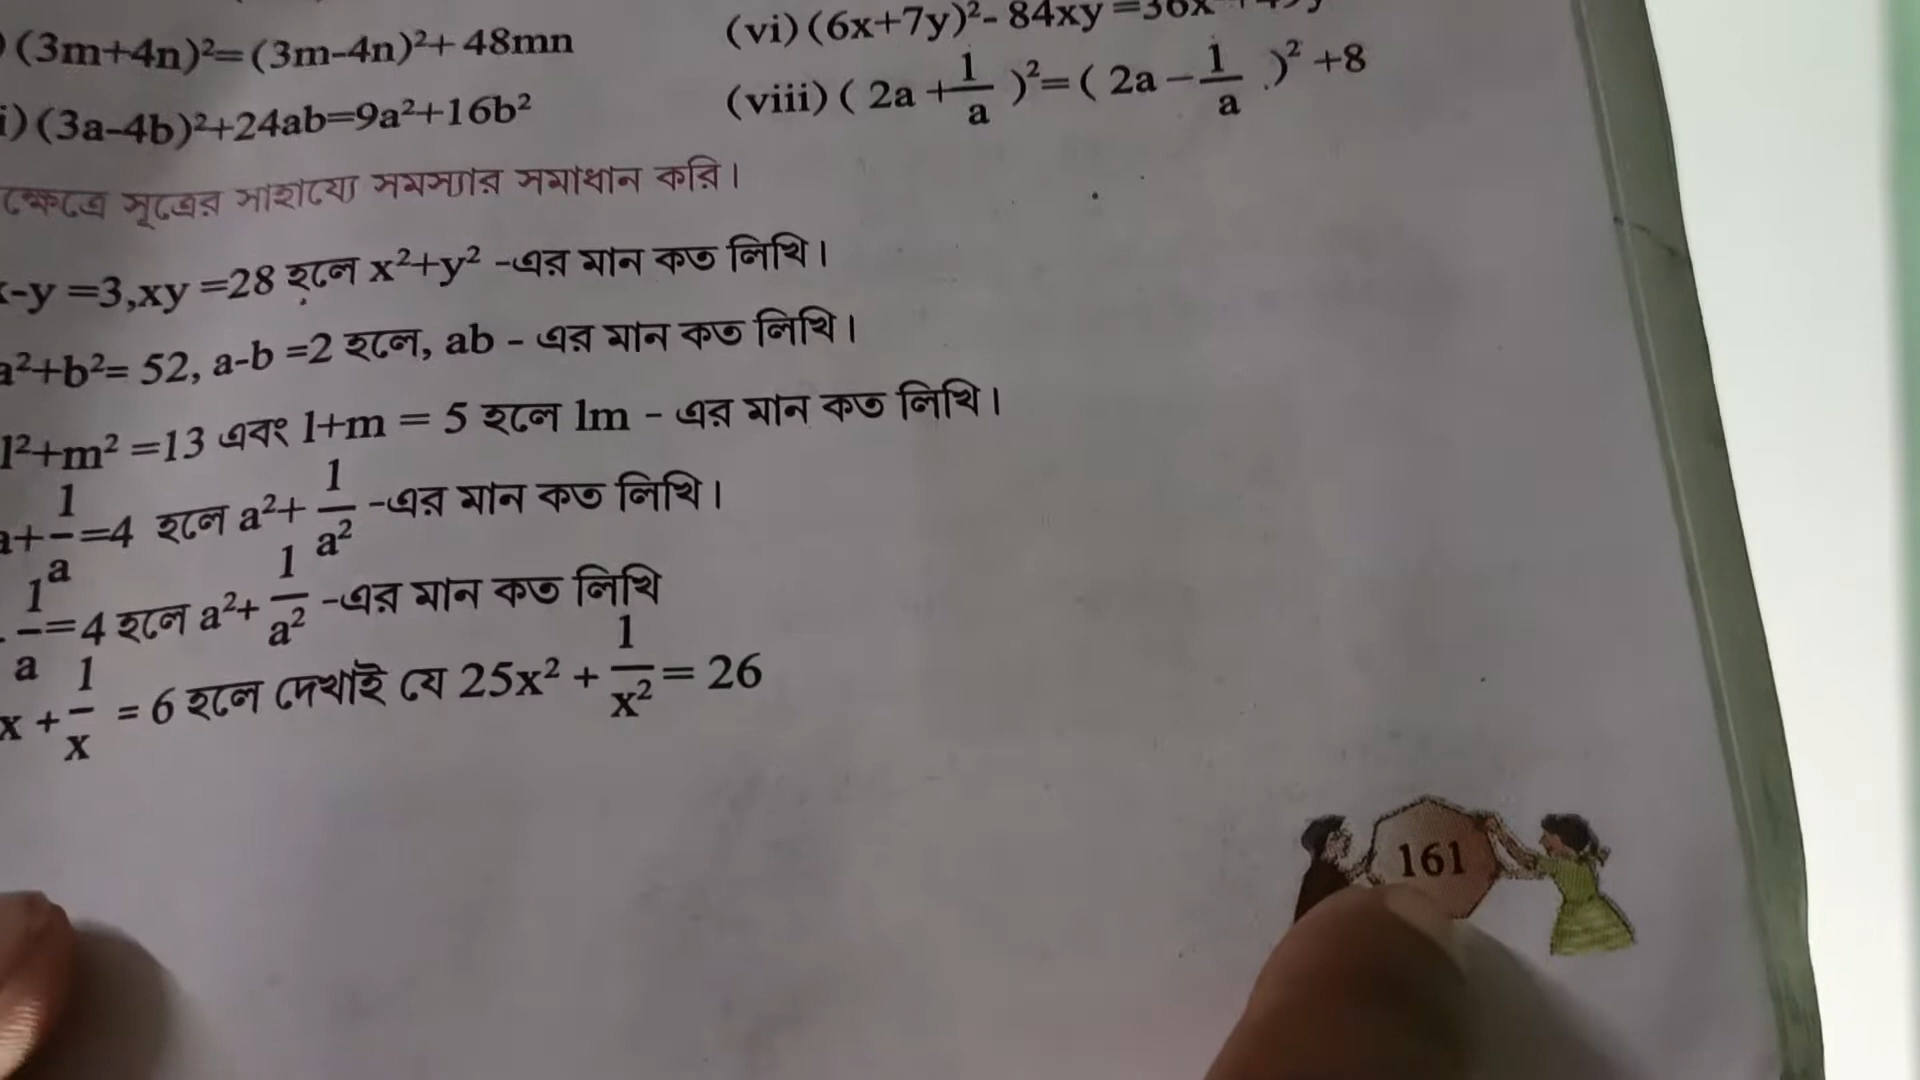 (3m+4n)²=(3m-4n)²+48mn
(vi) (6x+7y)²- 84xy
i) (3a-4b)²+24ab=9a²+16b²
(viii) ( 2a + 1/a )²= ( 2a - 1/a )² +8
ক্ষেত্রে সূত্রের সাহায্যে সমস্যার সমাধান করি।
-y =3,xy =28 হলে x²+y² -এর মান কত লিখি।
a²+b²= 52, a-b =2 হলে, ab - এর মান কত লিখি।
l²+m² =13 এবং l+m = 5 হলে lm - এর মান কত লিখি।
a+1/a=4 হলে a²+ 1/a² -এর মান কত লিখি।
1/a=4 হলে a²+ 1/a² -এর মান কত লিখি
x + 1/x = 6 হলে দেখাই যে 25x² + 1/x² = 26
161